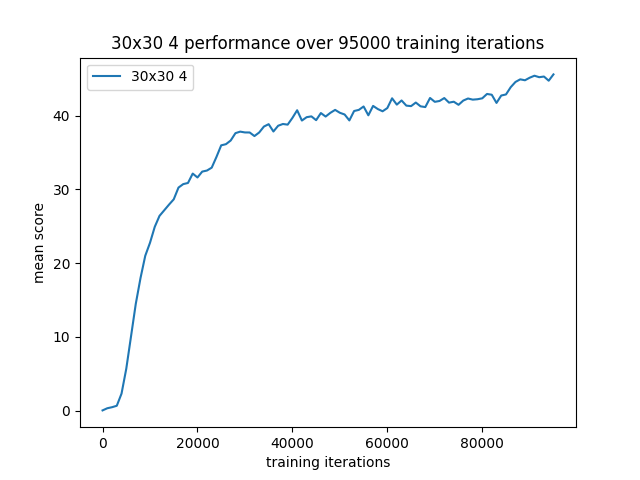 30x30 4 performance over 95000 training iterations
30x30 4
mean score
40
30
20
10
0
0 20000 40000 60000 80000
training iterations